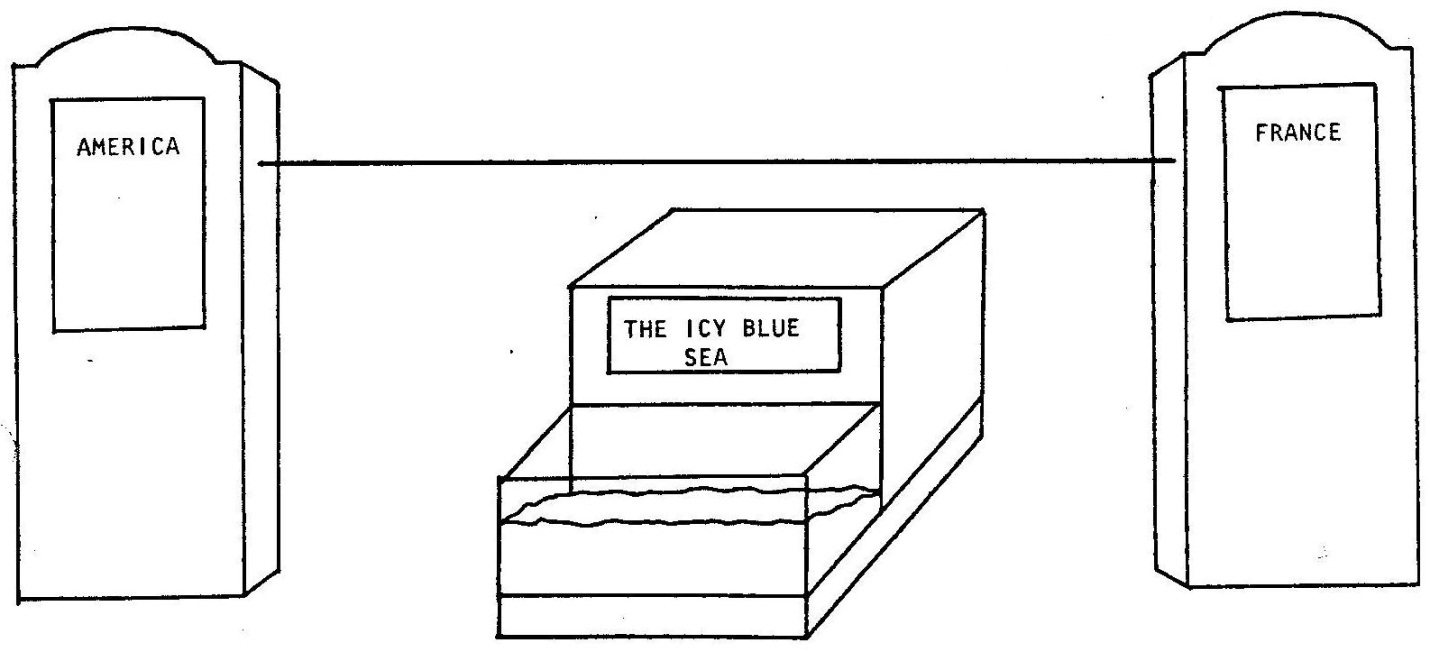 AMERICA
FRANCE
THE ICY BLUE
SEA